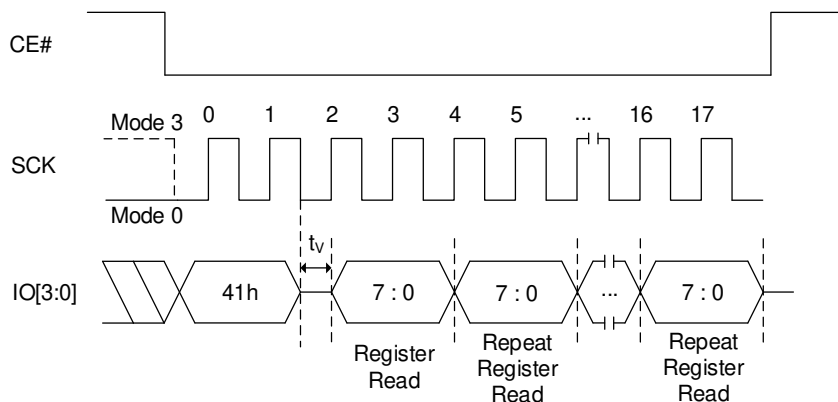 CE#
Mode 3
0 1 2 3 4 5 ... 16 17
SCK
Mode 0
tV
IO[3:0]
41h
7 : 0
7 : 0
...
7 : 0
Register
Read
Repeat
Register
Read
Repeat
Register
Read